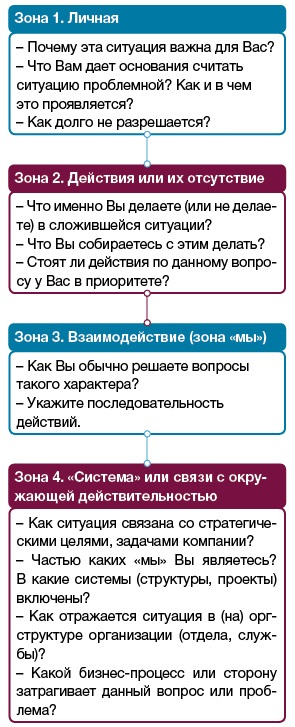 Зона 1. Личная
– Почему эта ситуация важна для Вас?
– Что Вам дает основания считать
ситуацию проблемной? Как и в чем
это проявляется?
– Как долго не разрешается?
Зона 2. Действия или их отсутствие
– Что именно Вы делаете (или не делае-
те) в сложившейся ситуации?
– Что Вы собираетесь с этим делать?
– Стоят ли действия по данному вопро-
су у Вас в приоритете?
Зона 3. Взаимодействие (зона «мы»)
– Как Вы обычно решаете вопросы
такого характера?
– Укажите последовательность
действий.
Зона 4. «Система» или связи с окру-
жающей действительностью
– Как ситуация связана со стратегиче-
скими целями, задачами компании?
– Частью каких «мы» Вы являетесь?
В какие системы (структуры, проекты)
включены?
– Как отражается ситуация в (на) орг-
структуре организации (отдела, служ-
бы)?
– Какой бизнес-процесс или сторону
затрагивает данный вопрос или проб-
лема?